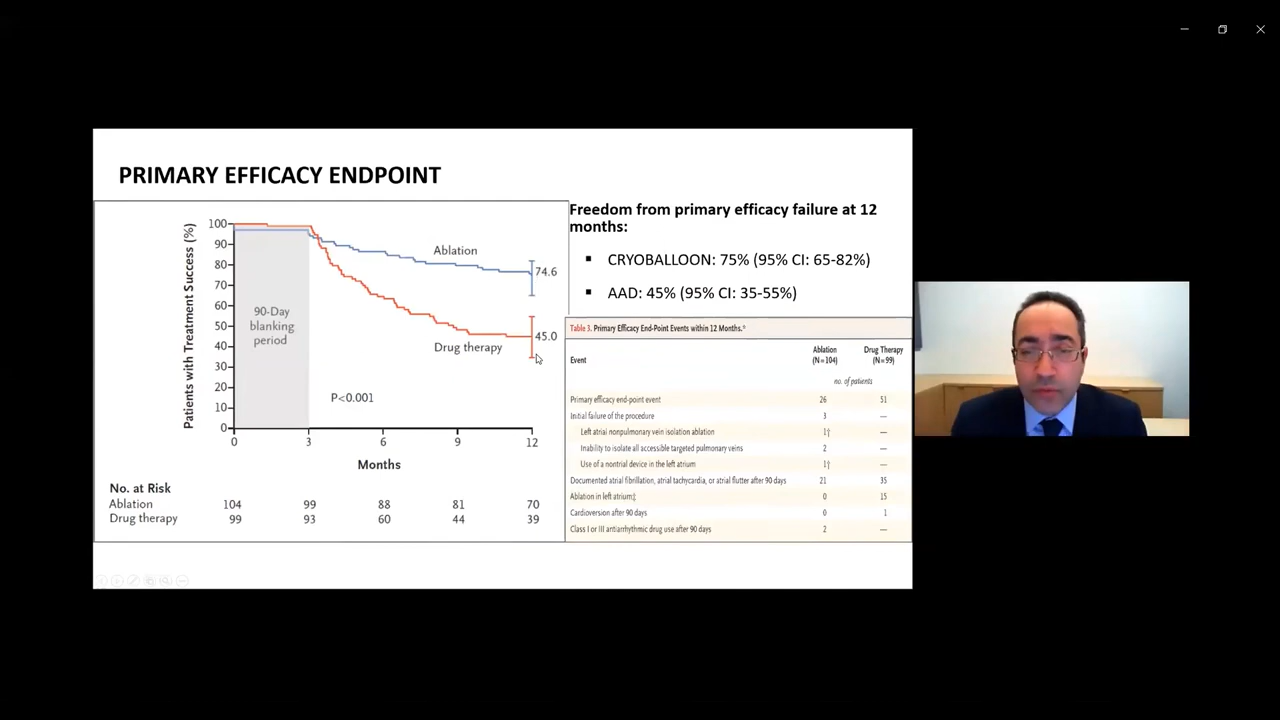 PRIMARY EFFICACY ENDPOINT
Patients with Treatment Success (%)
100
90
80
70
60
50
40
30
20
10
0
90-Day
blanking
period
Ablation
74.6
45.0
Drug therapy
P<0.001
0 3 6 9 12
Months
No. at Risk
Ablation 104 99 88 81 70
Drug therapy 99 93 60 44 39
Freedom from primary efficacy failure at 12
months:
▪ CRYOBALLOON: 75% (95% CI: 65-82%)
▪ AAD: 45% (95% CI: 35-55%)
Table 3. Primary Efficacy End-Point Events within 12 Months.*
Event Ablation Drug Therapy
(N=104) (N=99)
no. of patients
Primary efficacy end-point event 26 51
Initial failure of the procedure 3 —
Left atrial nonpulmonary vein isolation ablation 1† —
Inability to isolate all accessible targeted pulmonary veins 2 —
Use of a nontrial device in the left atrium 1† —
Documented atrial fibrillation, atrial tachycardia, or atrial flutter after 90 days 21 35
Ablation in left atrium‡ 0 15
Cardioversion after 90 days 0 1
Class I or III antiarrhythmic drug use after 90 days 2 —